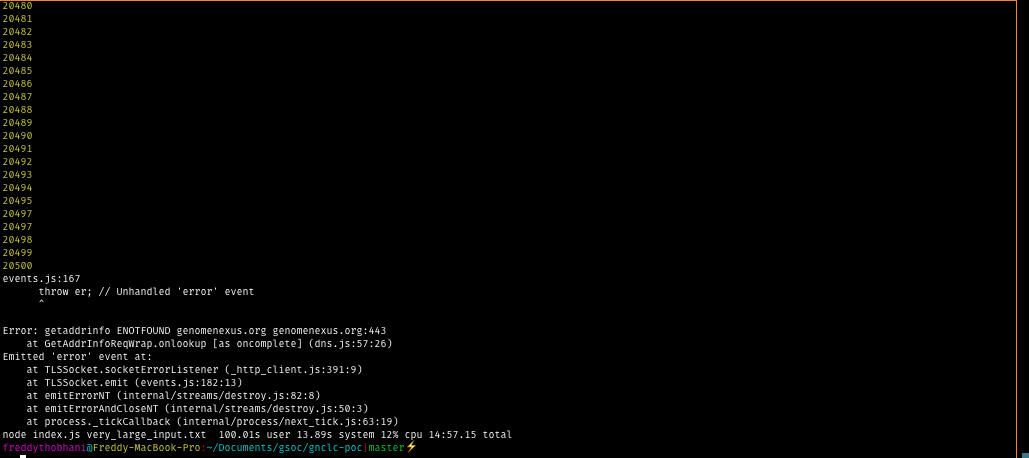 20480
20481
20482
20483
20484
20485
20486
20487
20488
20489
20490
20491
20492
20493
20494
20495
20497
20497
20498
20499
20500
events.js:167
      throw er; // Unhandled 'error' event
      ^
Error: getaddrinfo ENOTFOUND genomenexus.org genomenexus.org:443
    at GetAddrInfoReqWrap.onlookup [as oncomplete] (dns.js:57:26)
Emitted 'error' event at:
    at TLSSocket.socketErrorListener (_http_client.js:391:9)
    at TLSSocket.emit (events.js:182:13)
    at emitErrorNT (internal/streams/destroy.js:82:8)
    at emitErrorAndCloseNT (internal/streams/destroy.js:50:3)
    at process._tickCallback (internal/process/next_tick.js:63:19)
node index.js very_large_input.txt  100.01s user 13.89s system 12% cpu 14:57.15 total
freddythobhani@Freddy-MacBook-Pro:~/Documents/gsoc/gnclc-poc|master⚡